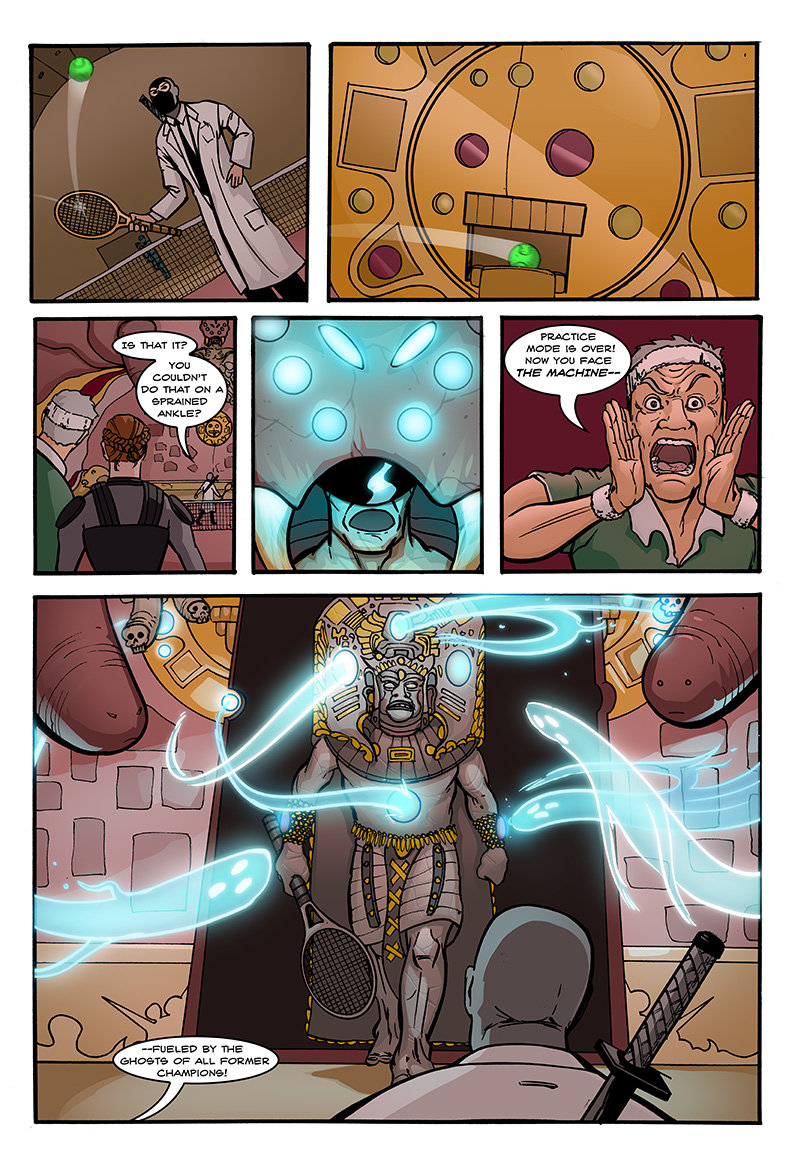 IS THAT IT?
YOU
COULDN'T
DO THAT ON A
SPRAINED
ANKLE?
PRACTICE
MODE IS OVER!
NOW YOU FACE
THE MACHINE--
--FUELED BY THE
GHOSTS OF ALL FORMER
CHAMPIONS!